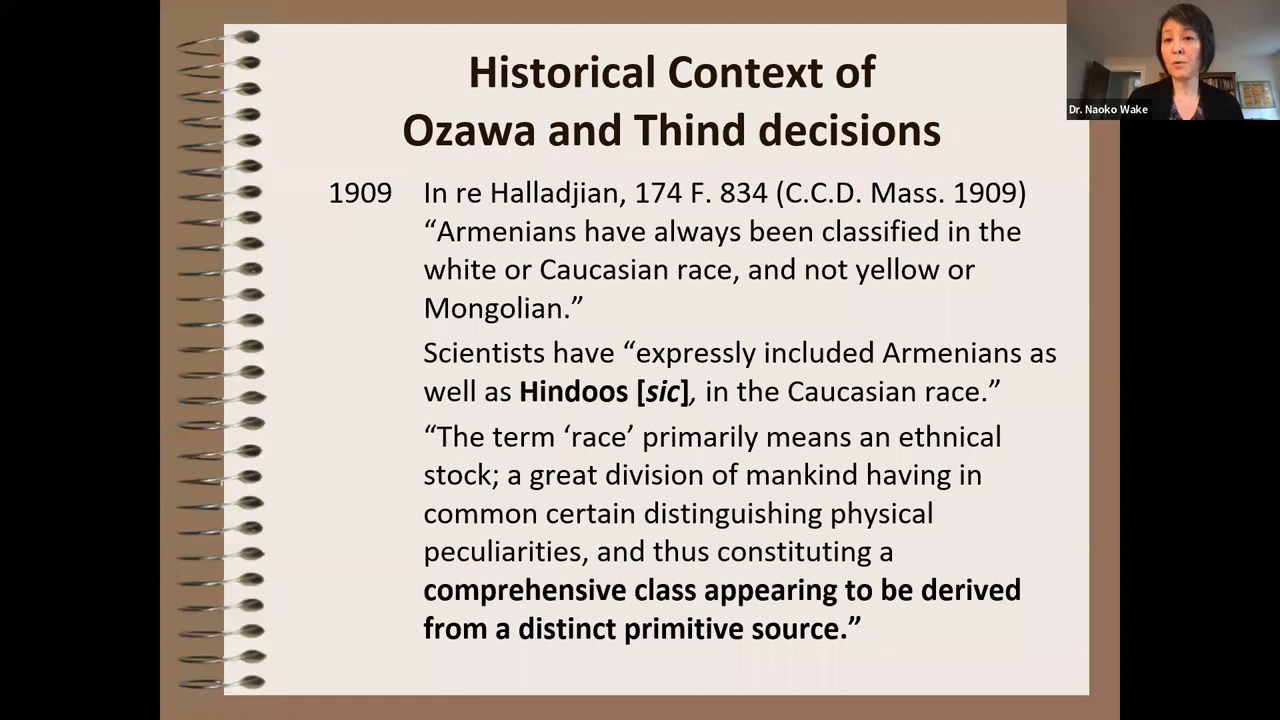 Historical Context of
Ozawa and Thind decisions
Dr. Naoko Wake
1909 In re Halladjian, 174 F. 834 (C.C.D. Mass. 1909)
“Armenians have always been classified in the
white or Caucasian race, and not yellow or
Mongolian.”
Scientists have “expressly included Armenians as
well as Hindoos [sic], in the Caucasian race.”
“The term ‘race’ primarily means an ethnical
stock; a great division of mankind having in
common certain distinguishing physical
peculiarities, and thus constituting a
comprehensive class appearing to be derived
from a distinct primitive source.”